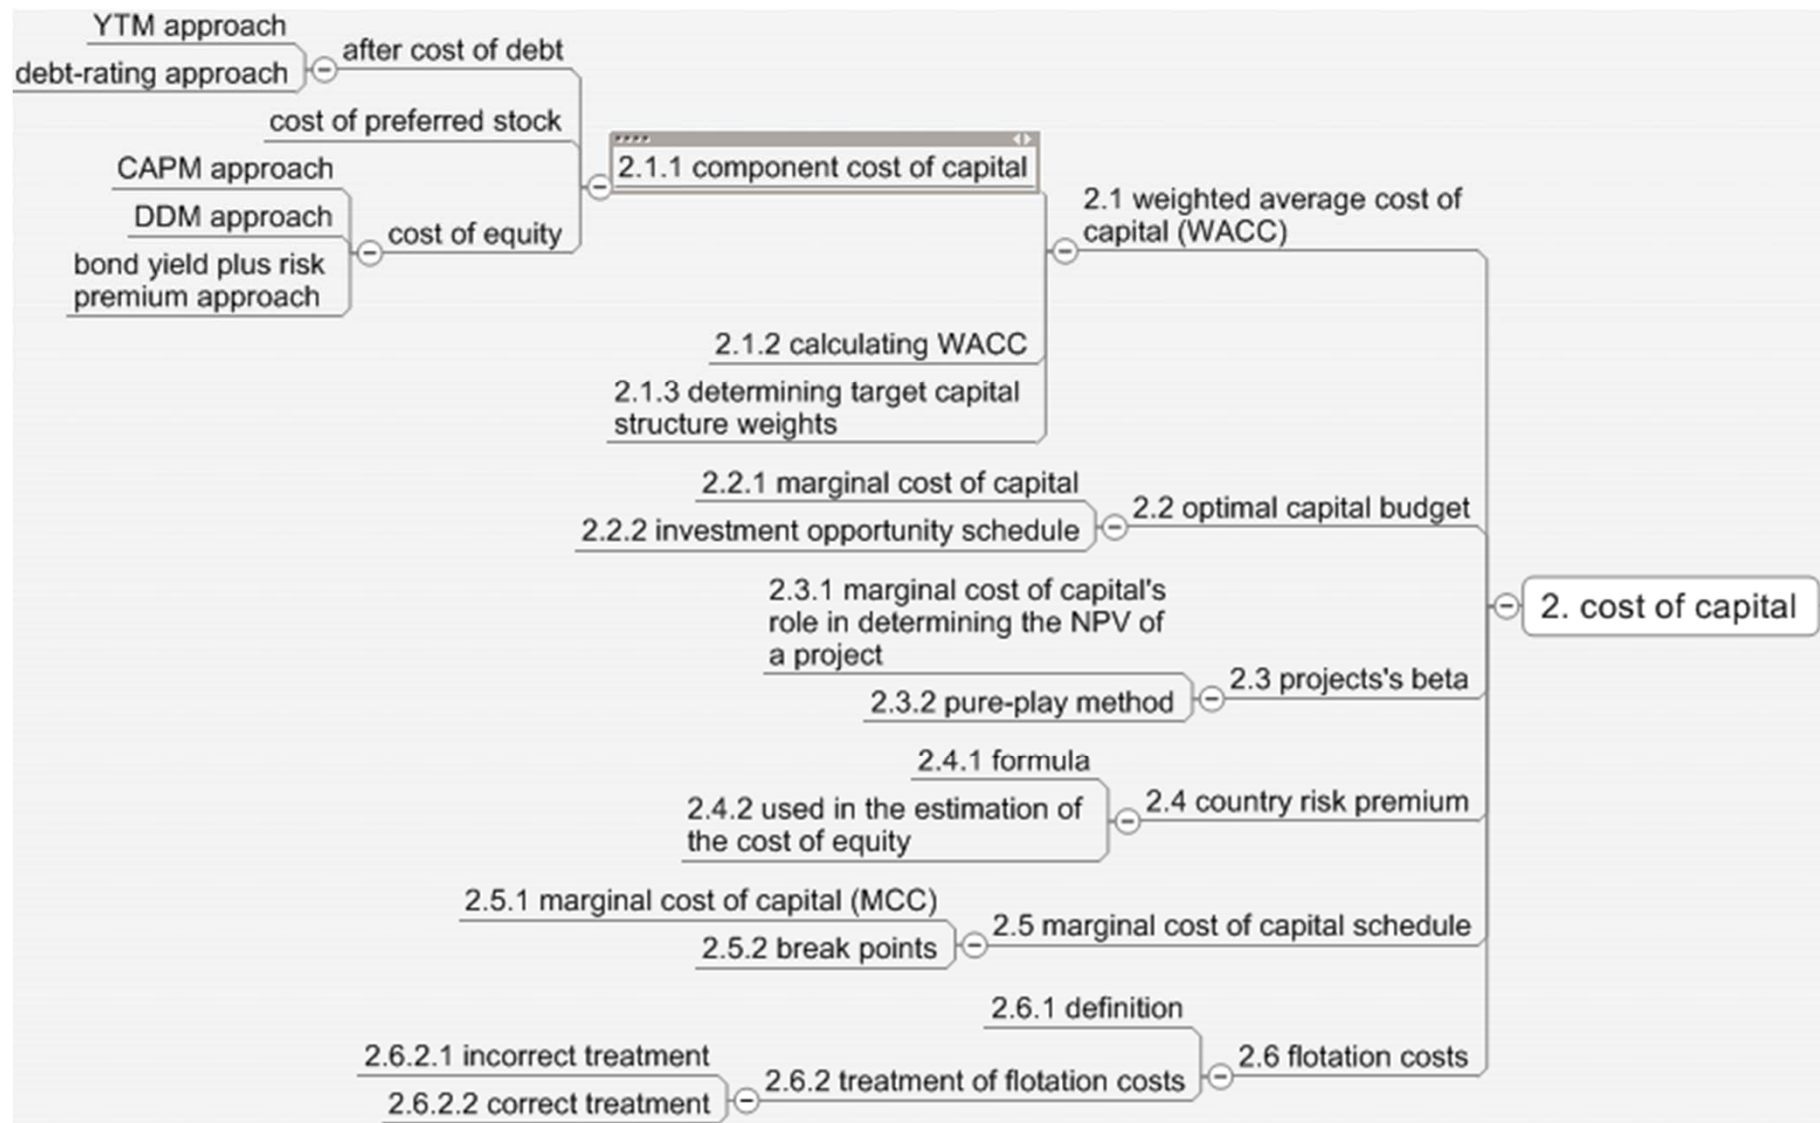 YTM approach
debt-rating approach
after cost of debt
cost of preferred stock
CAPM approach
DDM approach
bond yield plus risk
premium approach
cost of equity
2.1.1 component cost of capital
2.1 weighted average cost of
capital (WACC)
2.1.2 calculating WACC
2.1.3 determining target capital
structure weights
2.2.1 marginal cost of capital
2.2.2 investment opportunity schedule
2.2 optimal capital budget
2.3.1 marginal cost of capital's
role in determining the NPV of
a project
2.3.2 pure-play method
2.3 projects's beta
2. cost of capital
2.4.1 formula
2.4.2 used in the estimation of
the cost of equity
2.4 country risk premium
2.5.1 marginal cost of capital (MCC)
2.5.2 break points
2.5 marginal cost of capital schedule
2.6.1 definition
2.6.2.1 incorrect treatment
2.6.2.2 correct treatment
2.6.2 treatment of flotation costs
2.6 flotation costs